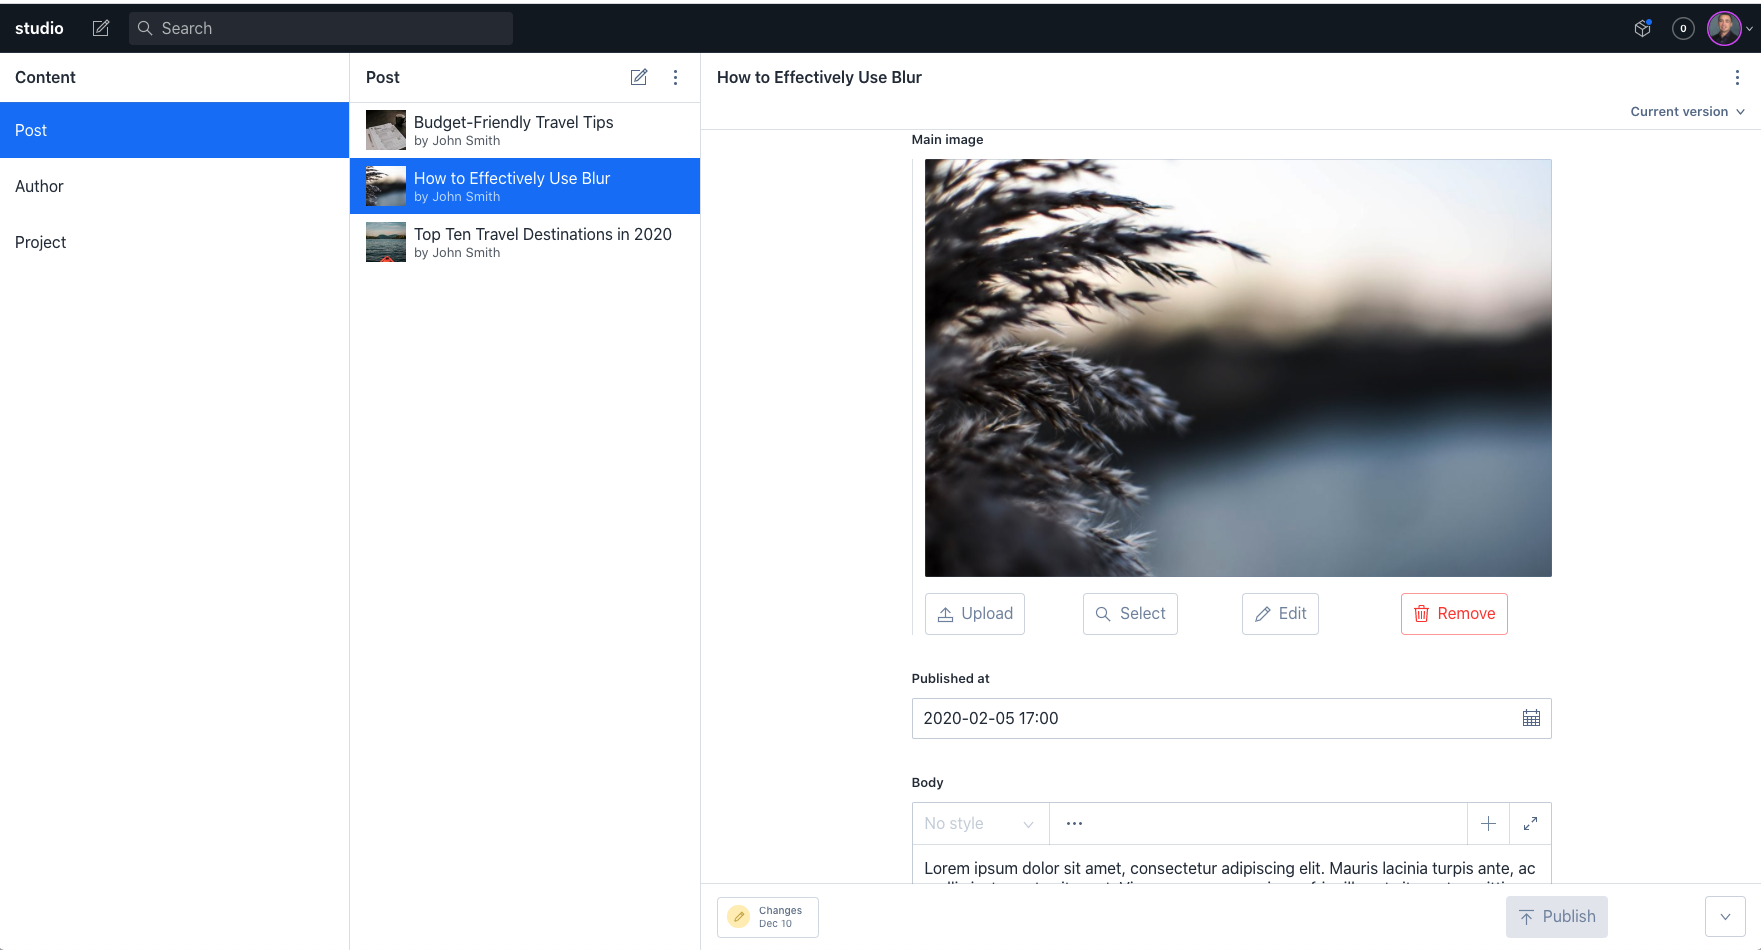 studio
Search
0
Content
Post
Author
Project
Post
Budget-Friendly Travel Tips
by John Smith
How to Effectively Use Blur
by John Smith
Top Ten Travel Destinations in 2020
by John Smith
How to Effectively Use Blur
Current version
Main image
Upload
Select
Edit
Remove
Published at
2020-02-05 17:00
Body
No style
Lorem ipsum dolor sit amet, consectetur adipiscing elit. Mauris lacinia turpis ante, ac
Changes
Dec 10
Publish